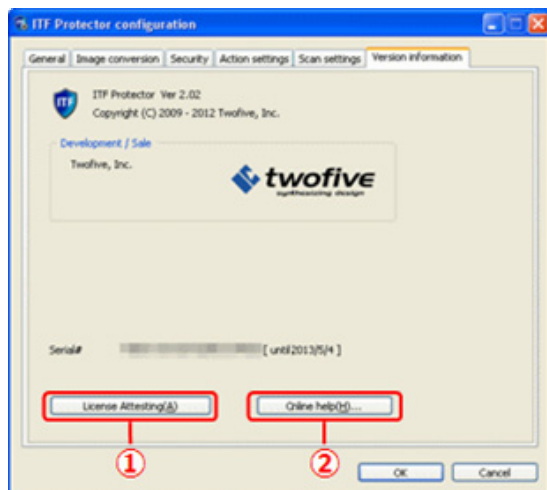 ITF Protector configuration
General Image conversion Security Action settings Scan settings Version information
ITF
ITF Protector Ver 2.02
Copyright (C) 2009 - 2012 Twofive, Inc.
Development / Sale
Twofive, Inc.
twofive
synthesizing design
Serial# [ until2013/5/4 ]
License Attesting(A) Online help(H)...
① ②
OK Cancel